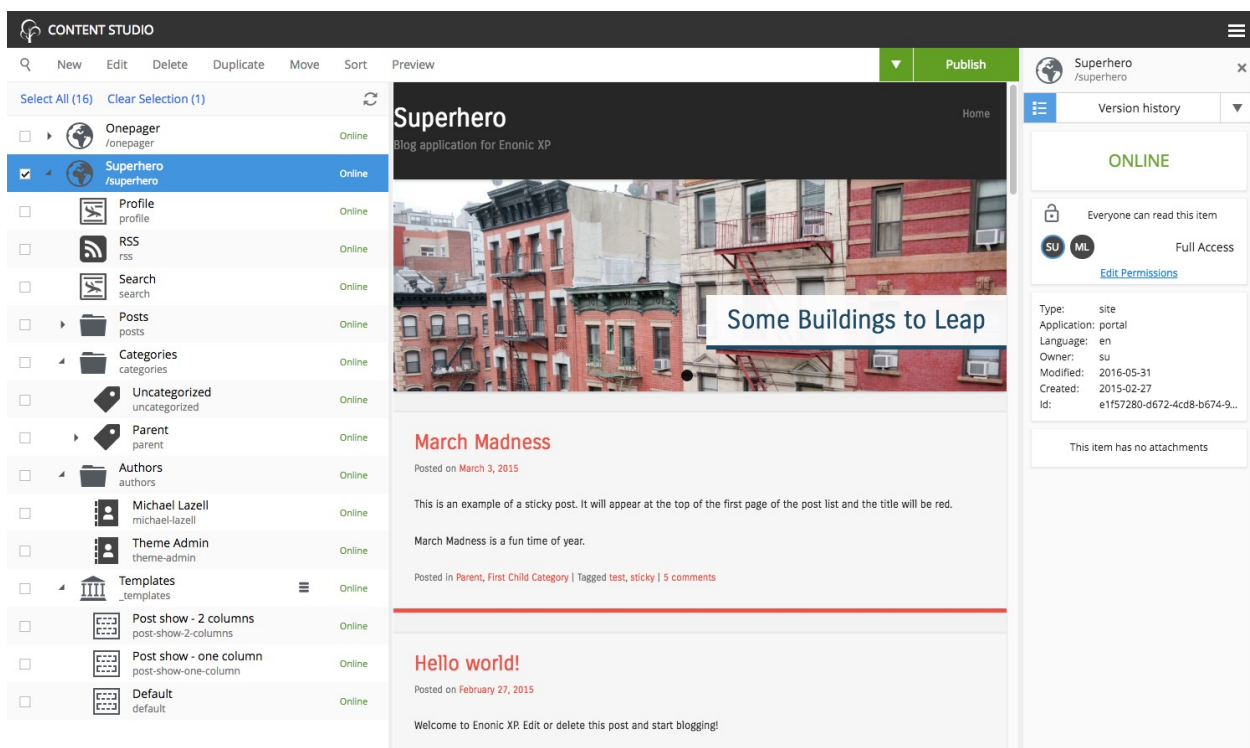 CONTENT STUDIO
New Edit Delete Duplicate Move Sort Preview
Publish
Select All (16) Clear Selection (1)
Onepager
/onepager
Online
Superhero
/superhero
Online
Profile
profile
Online
RSS
rss
Online
Search
search
Online
Posts
posts
Online
Categories
categories
Online
Uncategorized
uncategorized
Online
Parent
parent
Online
Authors
authors
Online
Michael Lazell
michael-lazell
Online
Theme Admin
theme-admin
Online
Templates
_templates
Online
Post show - 2 columns
post-show-2-columns
Online
Post show - one column
post-show-one-column
Online
Default
default
Online
Superhero
Home
Blog application for Enonic XP
Some Buildings to Leap
March Madness
Posted on March 3, 2015
This is an example of a sticky post. It will appear at the top of the first page of the post list and the title will be red.
March Madness is a fun time of year.
Posted in Parent, First Child Category | Tagged test, sticky | 5 comments
Hello world!
Posted on February 27, 2015
Welcome to Enonic XP. Edit or delete this post and start blogging!
Superhero
/superhero
Version history
ONLINE
Everyone can read this item
SU ML Full Access
Edit Permissions
Type: site
Application: portal
Language: en
Owner: su
Modified: 2016-05-31
Created: 2015-02-27
Id: e1f57280-d672-4cd8-b674-9...
This item has no attachments